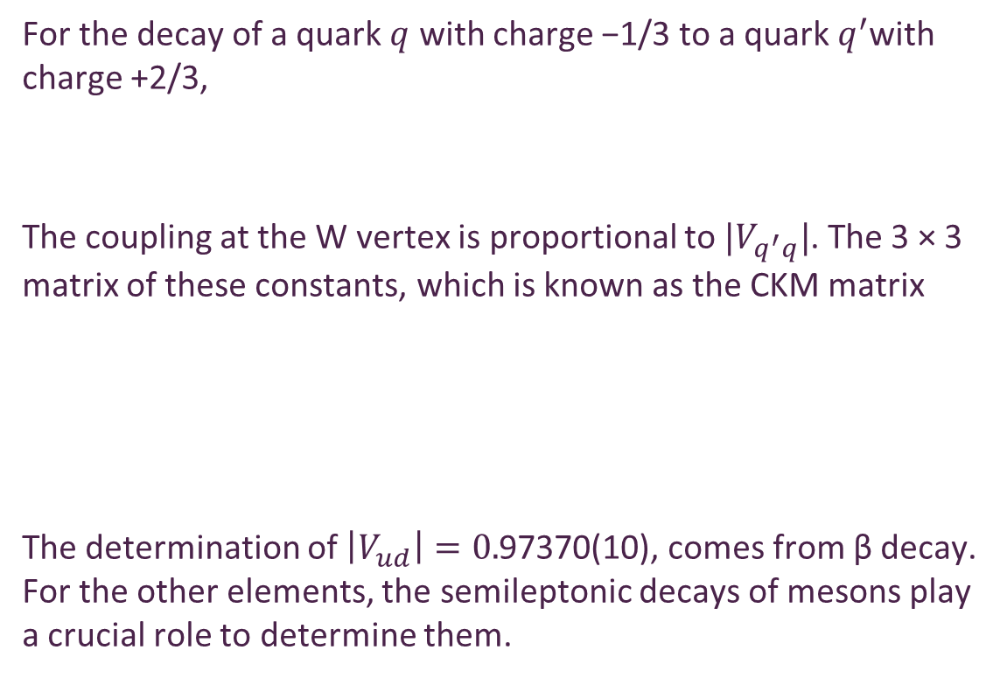 For the decay of a quark q with charge −1/3 to a quark q′with
charge +2/3,
The coupling at the W vertex is proportional to |V_{q′q}|. The 3 × 3
matrix of these constants, which is known as the CKM matrix
The determination of |V_{ud}| = 0.97370(10), comes from β decay.
For the other elements, the semileptonic decays of mesons play
a crucial role to determine them.